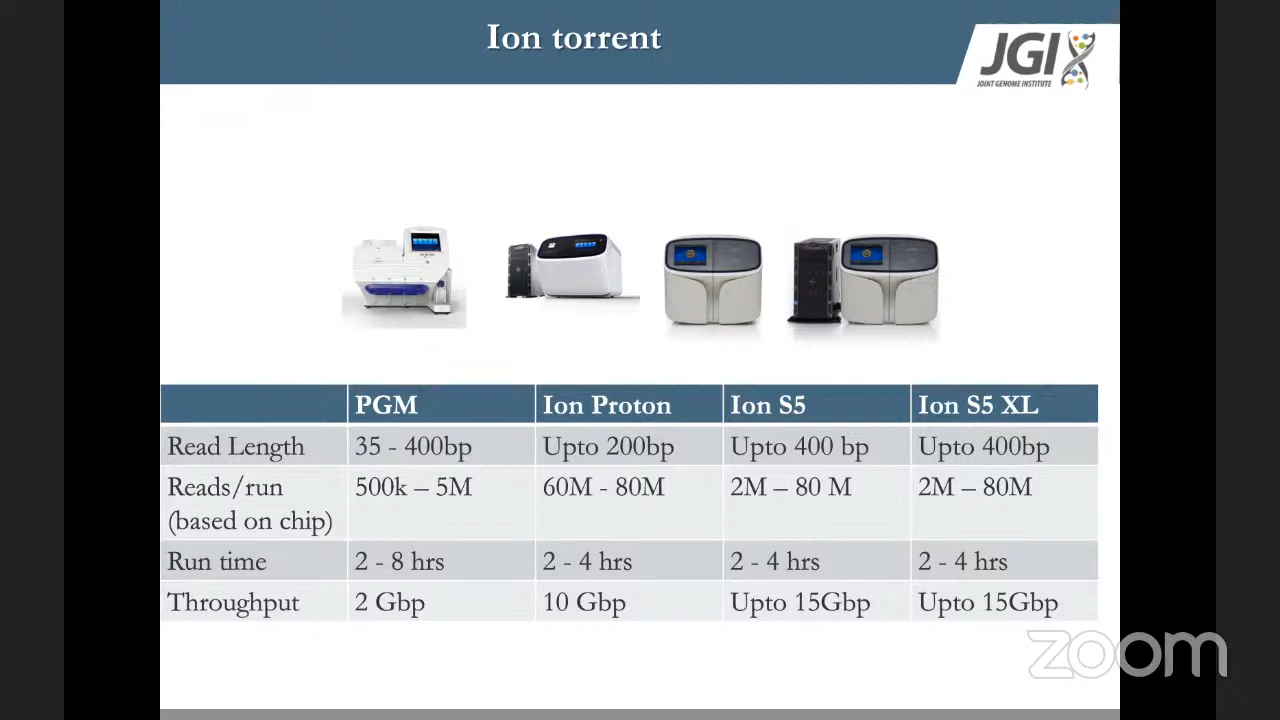 Ion torrent
JGI
JOINT GENOME INSTITUTE
PGM Ion Proton Ion S5 Ion S5 XL
Read Length 35 - 400bp Upto 200bp Upto 400 bp Upto 400bp
Reads/run 500k – 5M 60M - 80M 2M – 80 M 2M – 80M
(based on chip)
Run time 2 - 8 hrs 2 - 4 hrs 2 - 4 hrs 2 - 4 hrs
Throughput 2 Gbp 10 Gbp Upto 15Gbp Upto 15Gbp
zoom